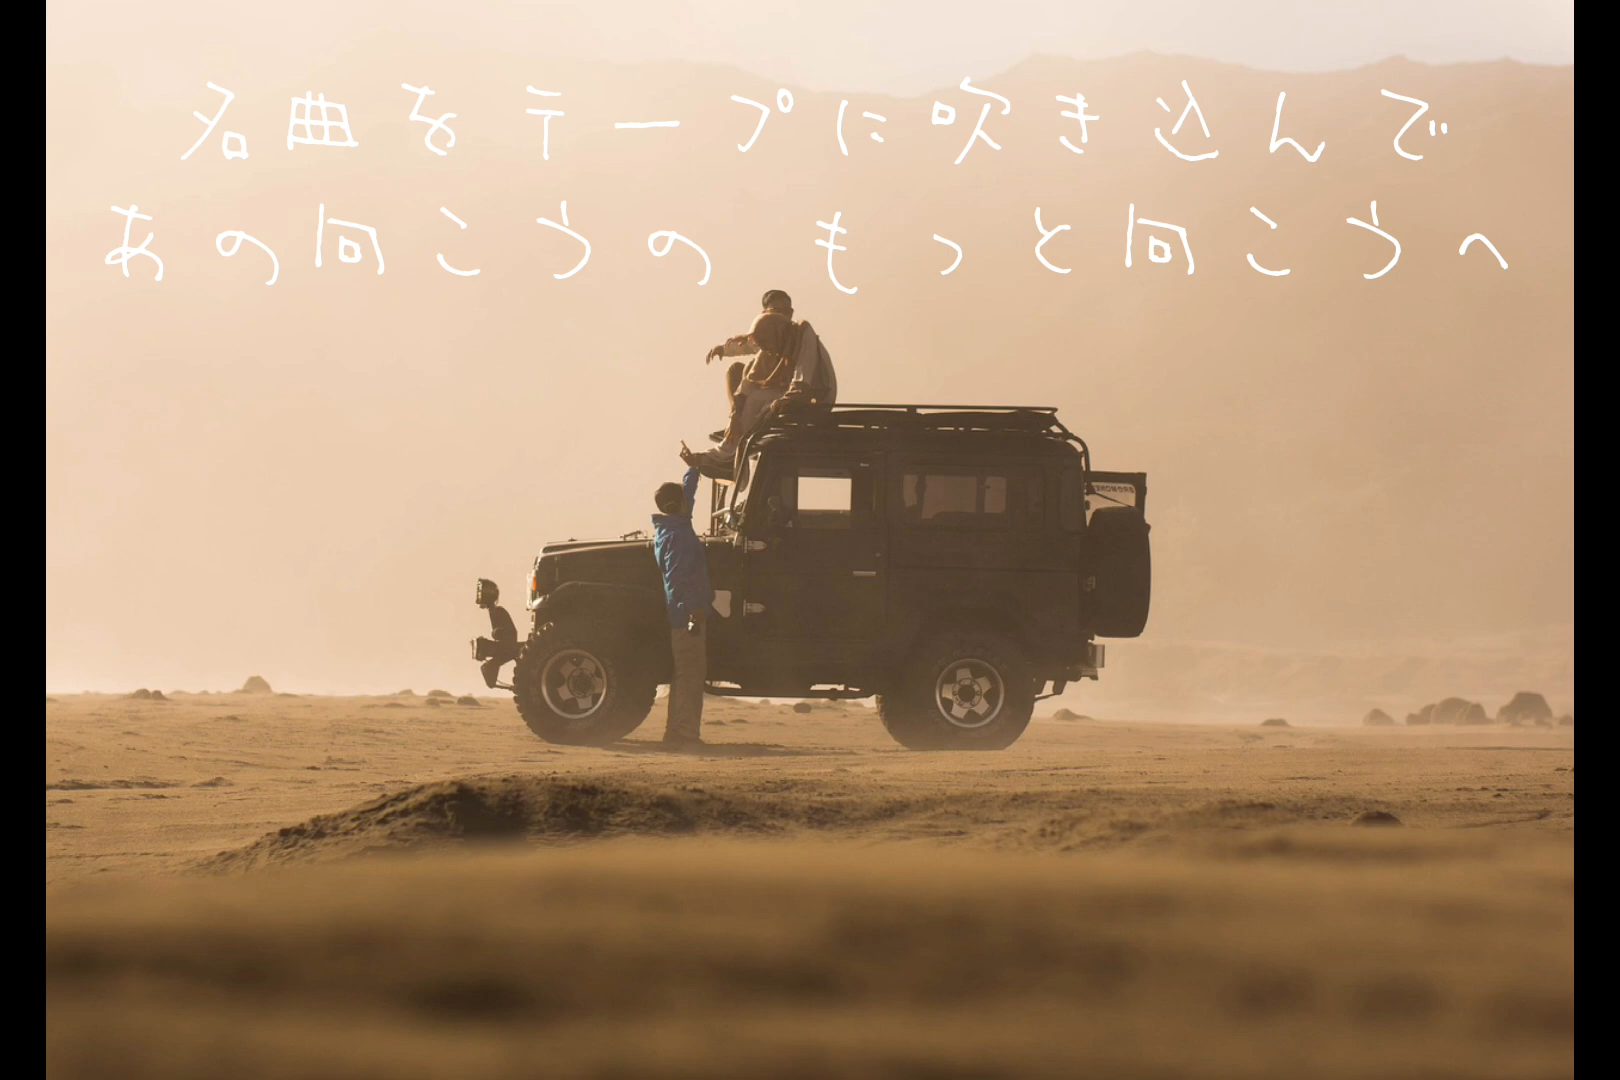 名曲をテープに吹き込んで
あの向こうの もっと向こうへ